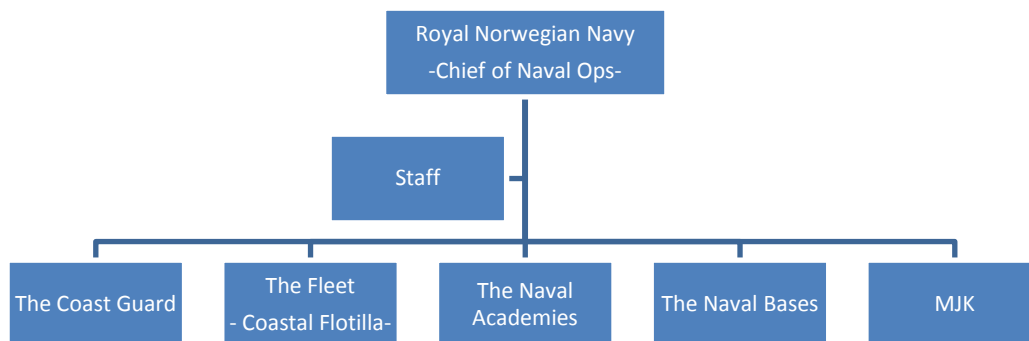 Royal Norwegian Navy
-Chief of Naval Ops-
Staff
The Coast Guard
The Fleet
- Coastal Flotilla-
The Naval
Academies
The Naval Bases
MJK